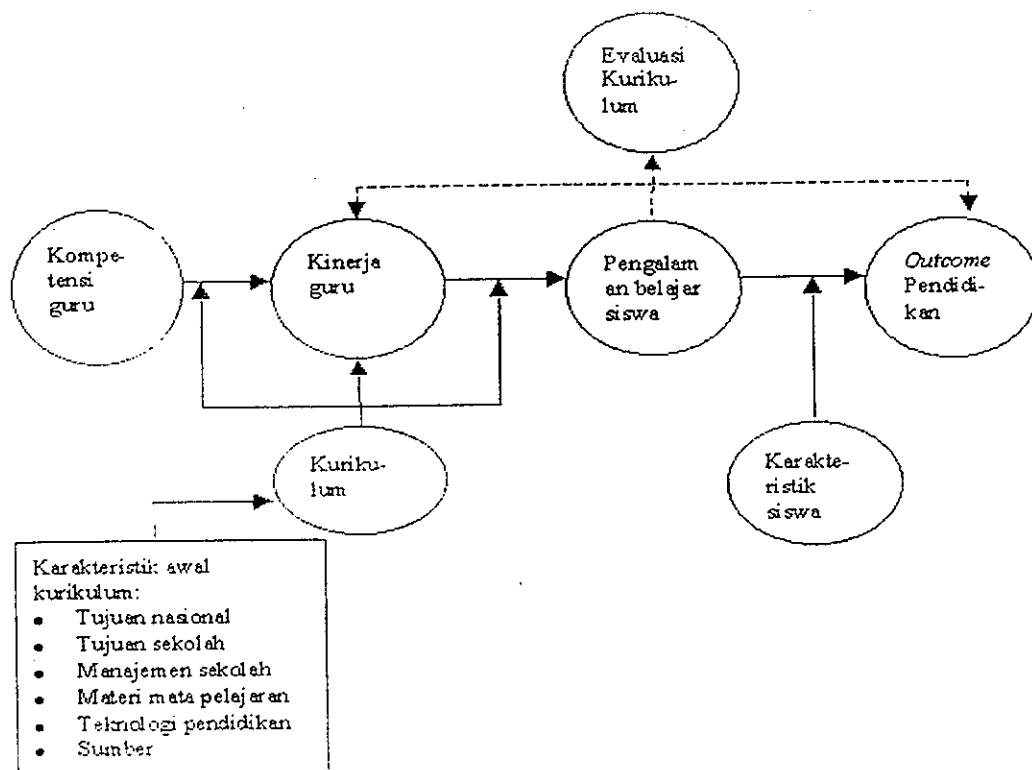 Evaluasi
Kuriku-
lum
Kompe-
tensi
guru
Kinerja
guru
Pengalam
an belajar
siswa
Outcome
Pendidi-
kan
Kuriku-
lum
Karakte-
ristik
siswa
Karakteristik awal
kurikulum:
• Tujuan nasional
• Tujuan sekolah
• Manajemen sekolah
• Materi mata pelajaran
• Teknologi pendidikan
• Sumber